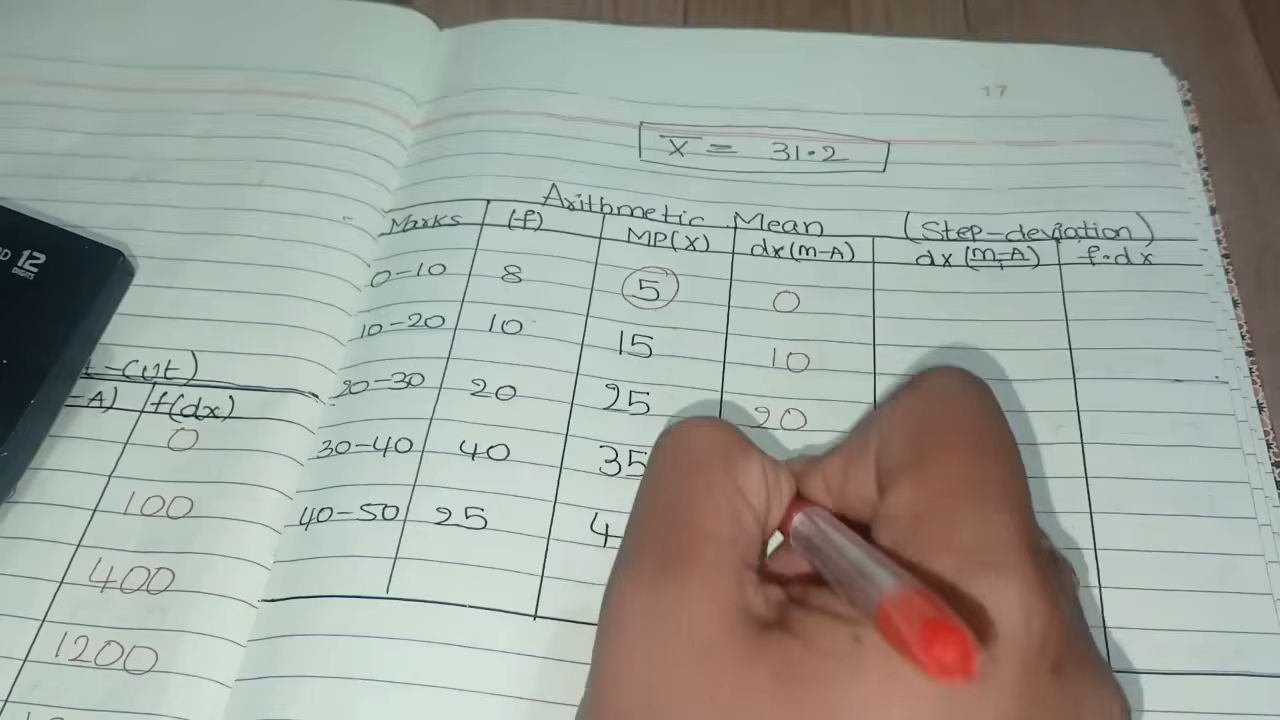 17
X̄ = 31.2
Arithmetic Mean (Step-deviation)
Marks (f) MP(X) dx(m-A) dx(m-A/i) f.dx
0-10 8 5 0
10-20 10 15 10
20-30 20 25 20
30-40 40 35
40-50 25 4
12
DIGITS
t-cut)
-A) f(dx)
0
100
400
1200